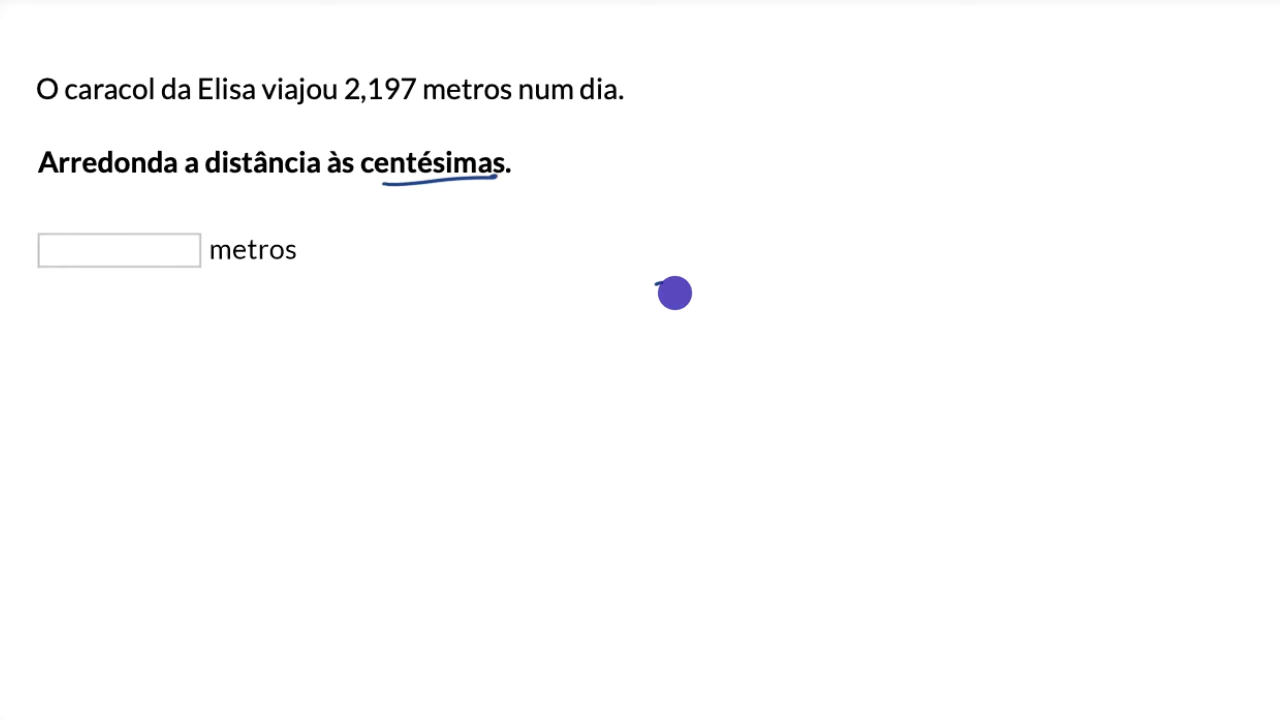 O caracol da Elisa viajou 2,197 metros num dia.
Arredonda a distância às centésimas.
metros